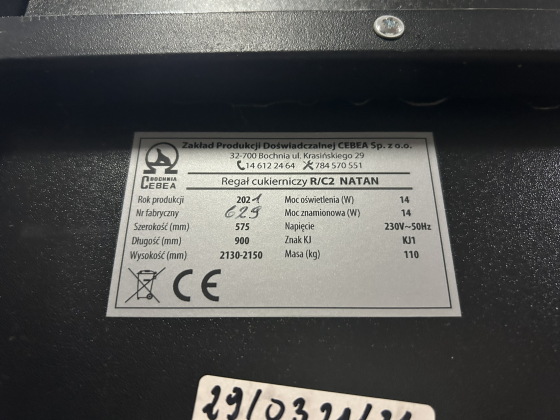 Zakład Produkcji Doświadczalnej CEBEA Sp. z o.o.
32-700 Bochnia ul. Krasińskiego 29
14 612 24 64 784 570 551
BOCHNIA
CEBEA
Regał cukierniczy R/C2 NATAN
Rok produkcji 2021 Moc oświetlenia (W) 14
Nr fabryczny 629 Moc znamionowa (W) 14
Szerokość (mm) 575 Napięcie 230V~50Hz
Długość (mm) 900 Znak KJ KJ1
Wysokość (mm) 2130-2150 Masa (kg) 110
CE